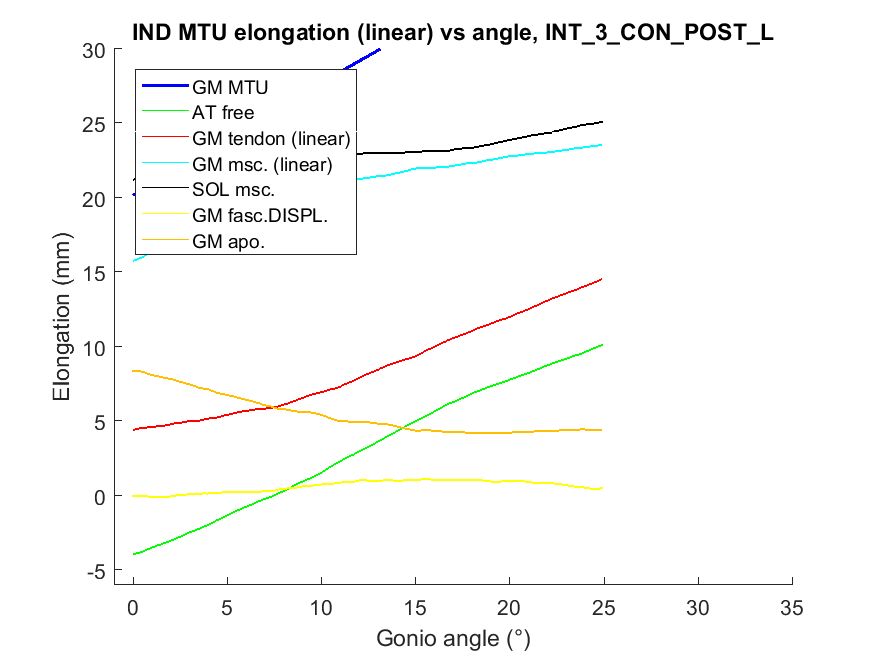 IND MTU elongation (linear) vs angle, INT_3_CON_POST_L
30
25
20
15
10
5
0
-5
Elongation (mm)
GM MTU
AT free
GM tendon (linear)
GM msc. (linear)
SOL msc.
GM fasc.DISPL.
GM apo.
0 5 10 15 20 25 30 35
Gonio angle (°)